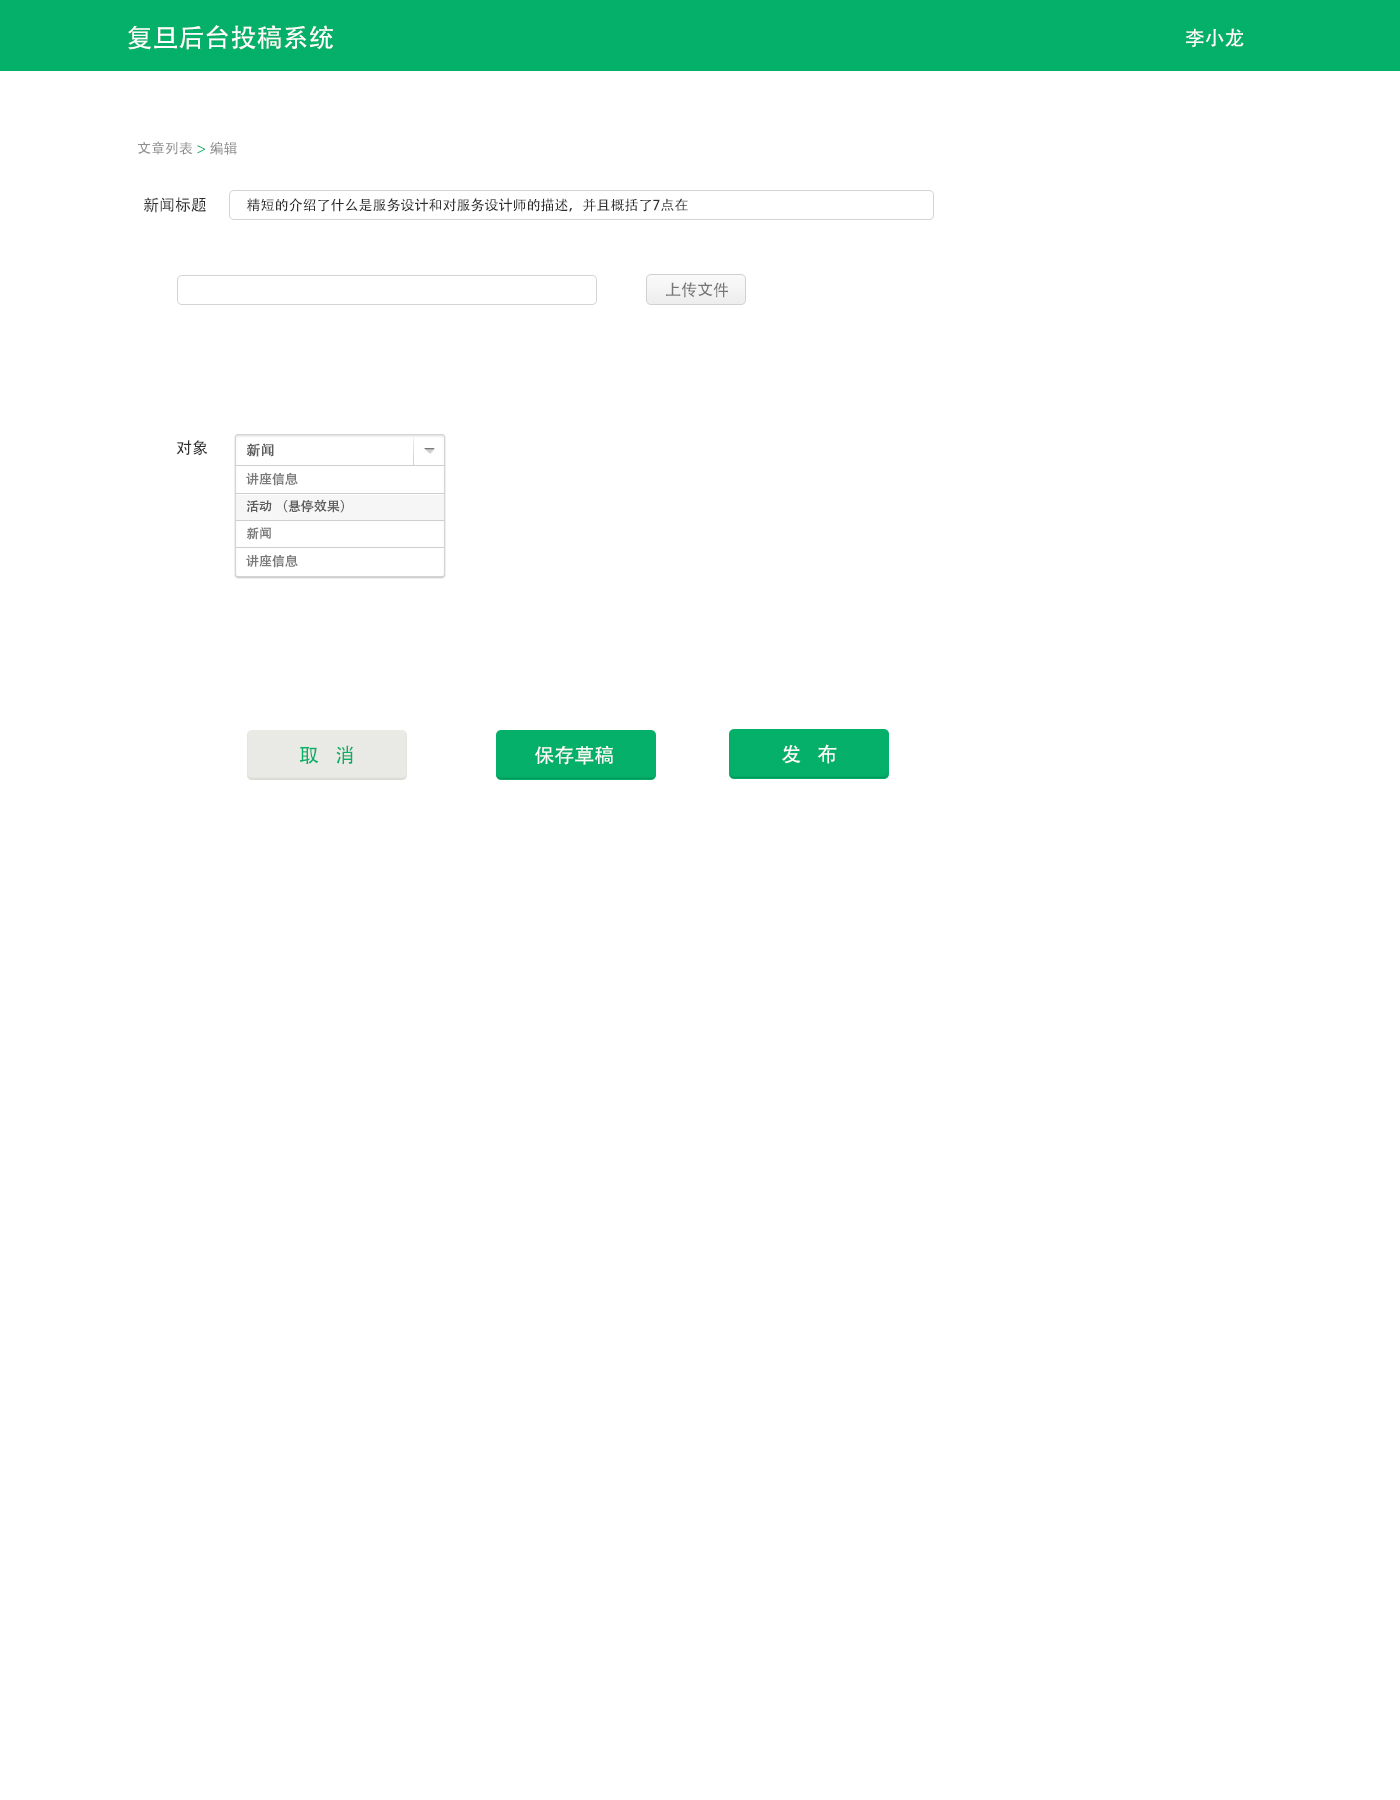 复旦后台投稿系统
李小龙
文章列表 > 编辑
新闻标题
精短的介绍了什么是服务设计和对服务设计师的描述，并且概括了7点在
上传文件
对象
新闻
讲座信息
活动 （悬停效果）
新闻
讲座信息
取 消
保存草稿
发 布